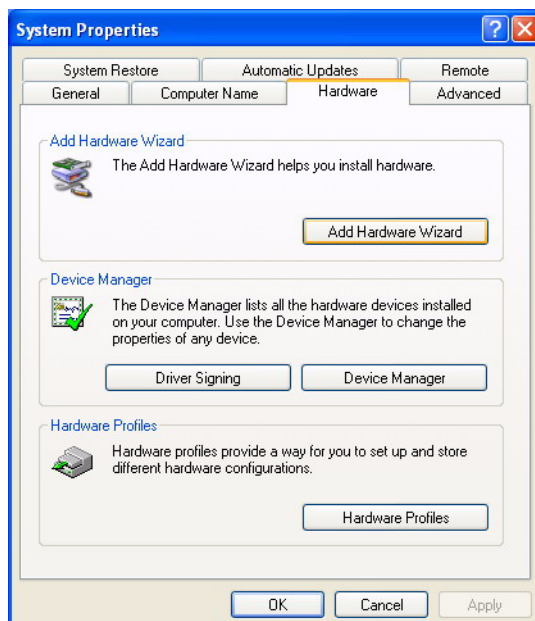 System Properties
System Restore
Automatic Updates
Remote
General
Computer Name
Hardware
Advanced
Add Hardware Wizard
The Add Hardware Wizard helps you install hardware.
Add Hardware Wizard
Device Manager
The Device Manager lists all the hardware devices installed
on your computer. Use the Device Manager to change the
properties of any device.
Driver Signing
Device Manager
Hardware Profiles
Hardware profiles provide a way for you to set up and store
different hardware configurations.
Hardware Profiles
OK
Cancel
Apply